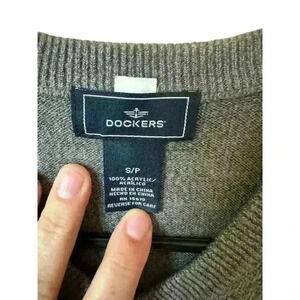 DOCKERS®
S/P
100% ACRYLIC/
ACRILICO
MADE IN CHINA
HECHO EN CHINA
RN 15610
REVERSE FOR CARE